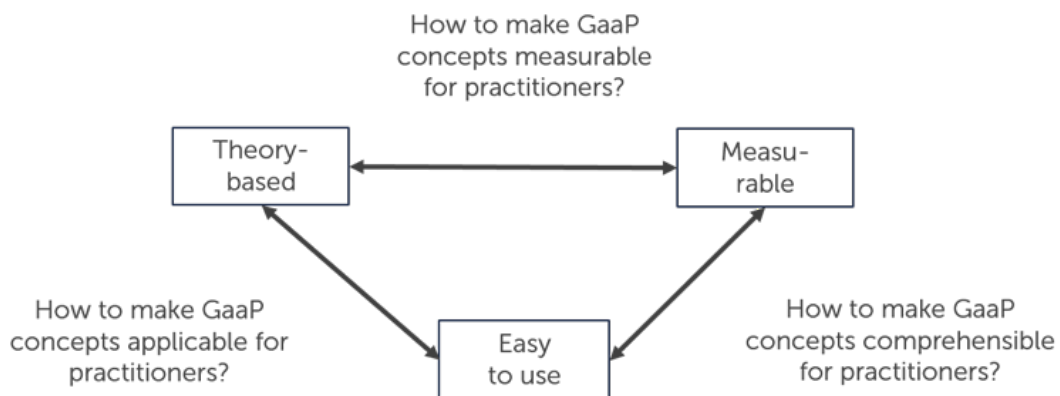 How to make GaaP
concepts measurable
for practitioners?
Theory-
based
Measu-
rable
How to make GaaP
concepts applicable for
practitioners?
Easy
to use
How to make GaaP
concepts comprehensible
for practitioners?